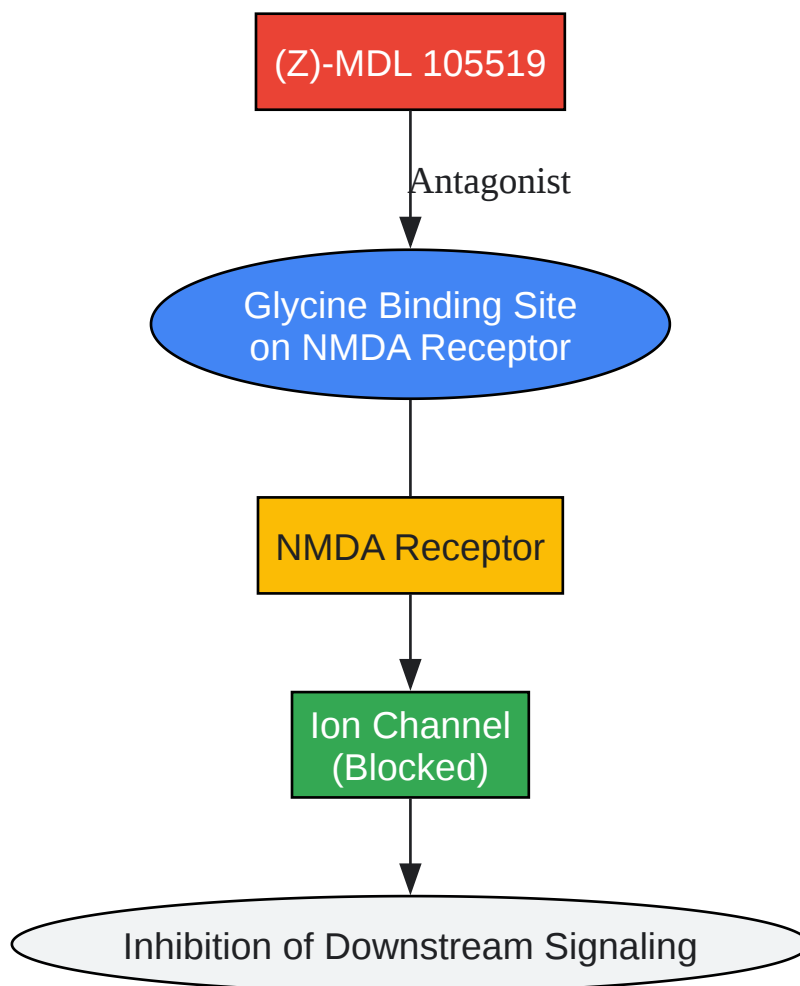 (Z)-MDL 105519
Antagonist
Glycine Binding Site
on NMDA Receptor
NMDA Receptor
Ion Channel
(Blocked)
Inhibition of Downstream Signaling